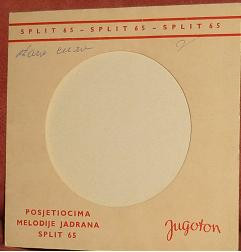 SPLIT 65 – SPLIT 65 – SPLIT 65
POSJETIOCIMA
MELODIJE JADRANA
SPLIT 65
Jugoton